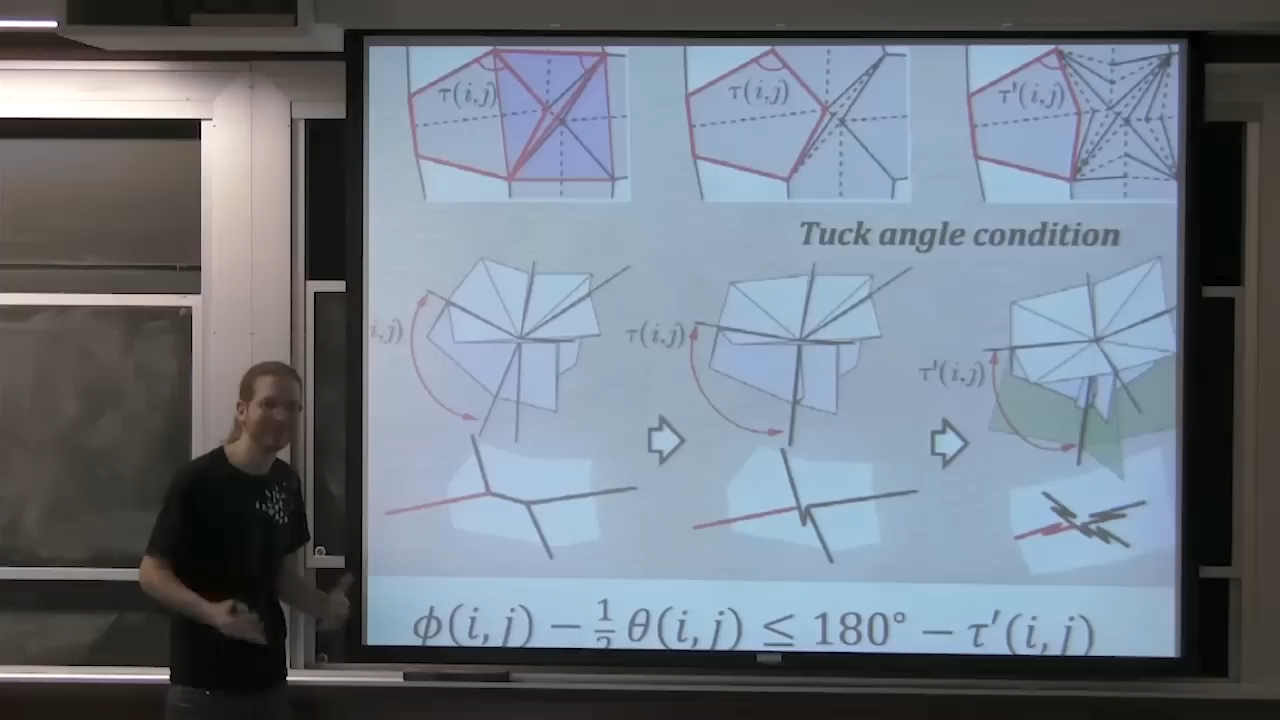 τ(i,j) τ(i,j) τ'(i,j)
Tuck angle condition
i,j) τ(i,j) τ'(i,j)
ϕ(i,j) − 1/2 θ(i,j) ≤ 180° − τ'(i,j)